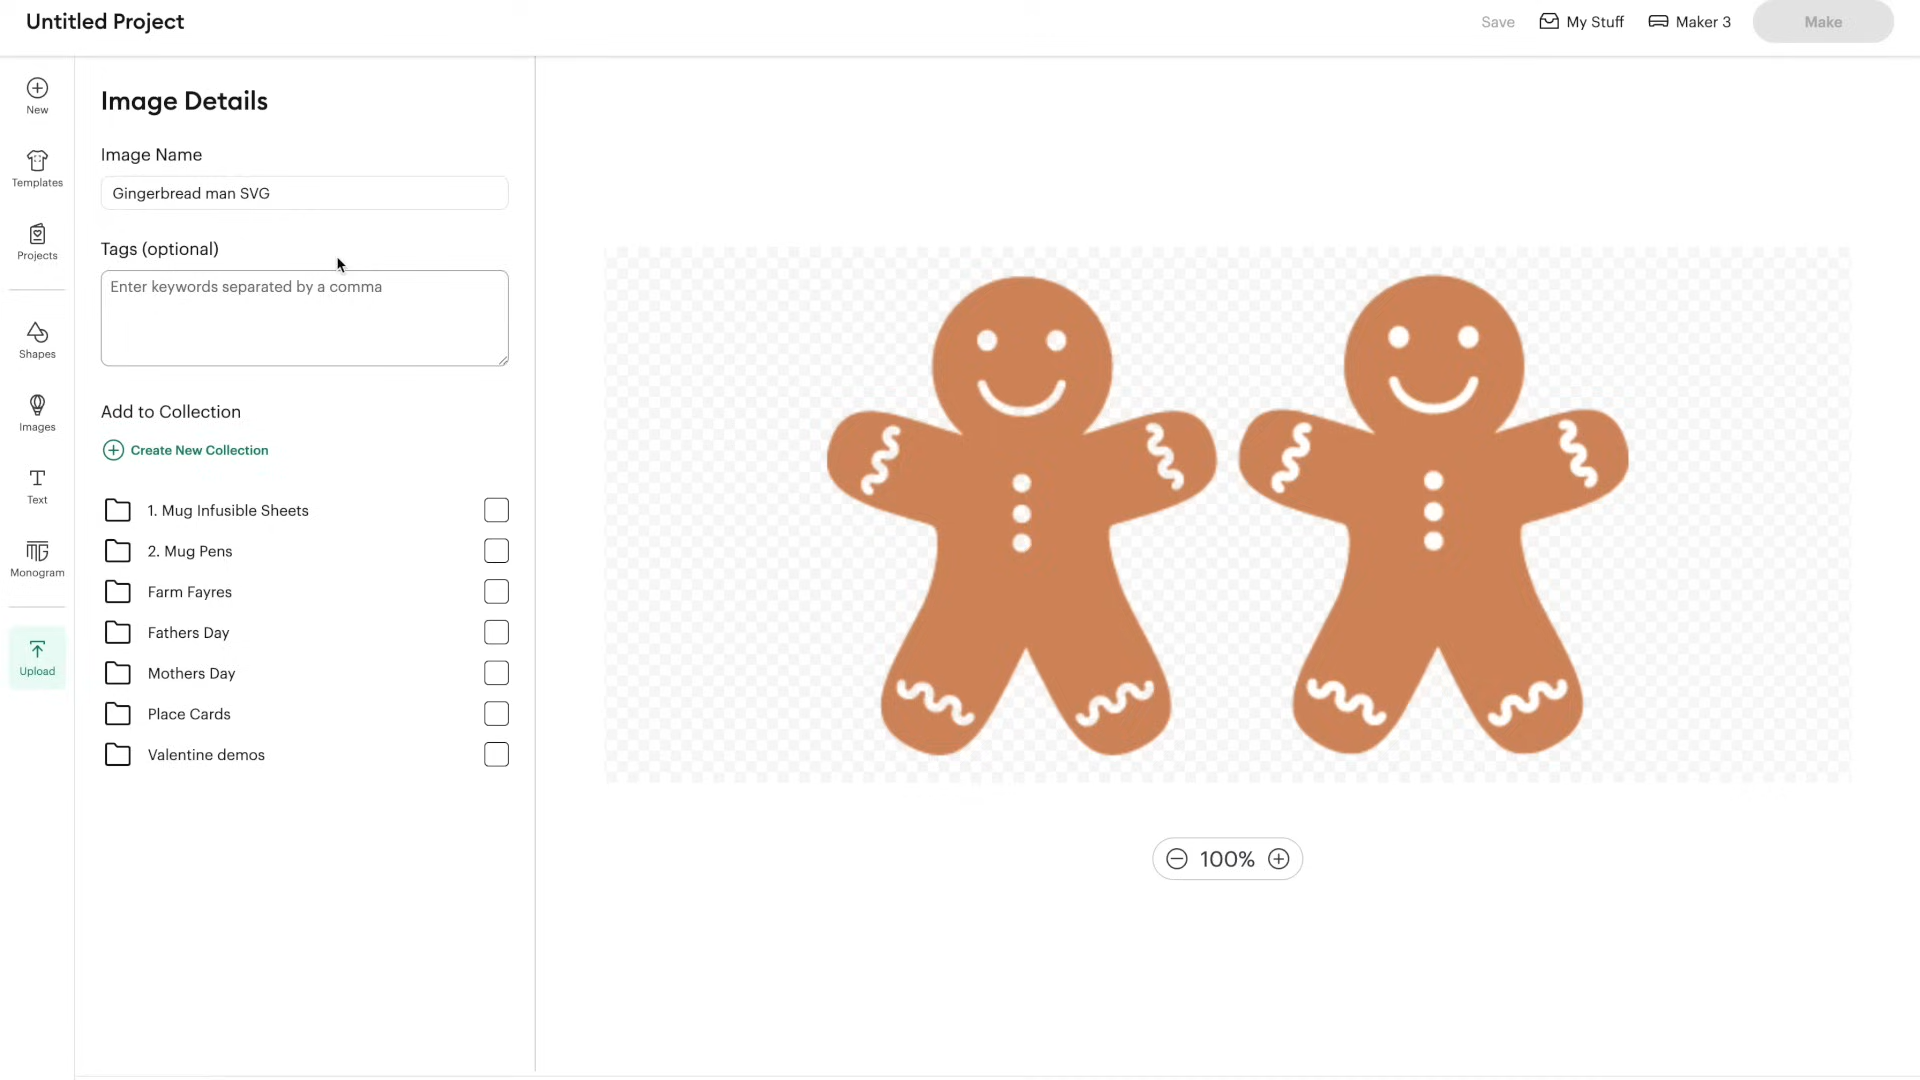 Untitled Project
Save
My Stuff
Maker 3
Make
New
Templates
Projects
Shapes
Images
Text
Monogram
Upload
Image Details
Image Name
Gingerbread man SVG
Tags (optional)
Enter keywords separated by a comma
Add to Collection
Create New Collection
1. Mug Infusible Sheets
2. Mug Pens
Farm Fayres
Fathers Day
Mothers Day
Place Cards
Valentine demos
100%